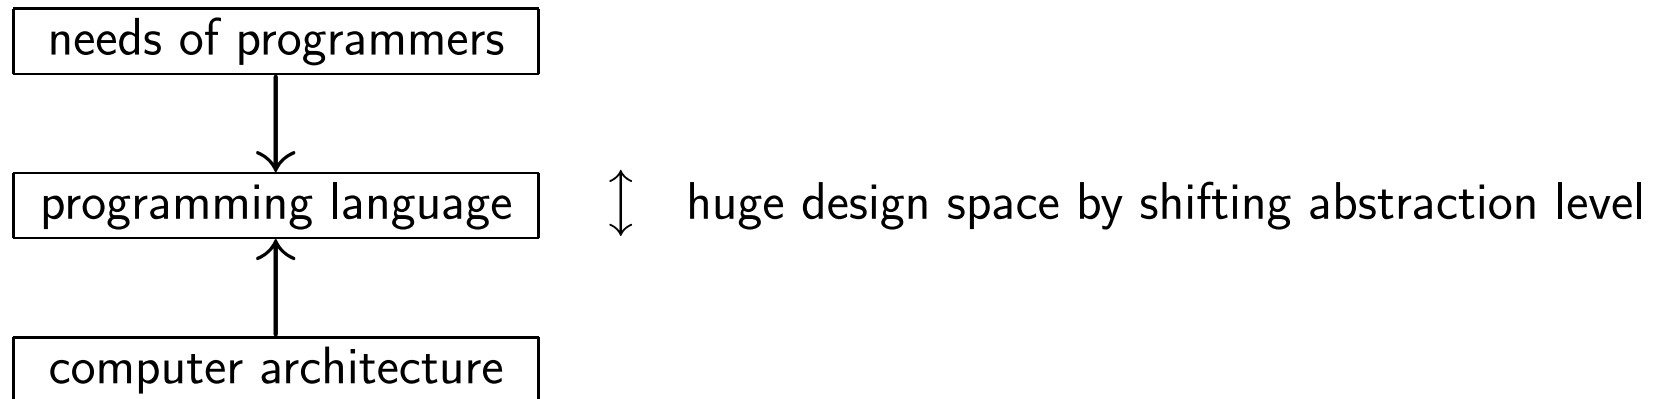 needs of programmers
programming language
huge design space by shifting abstraction level
computer architecture